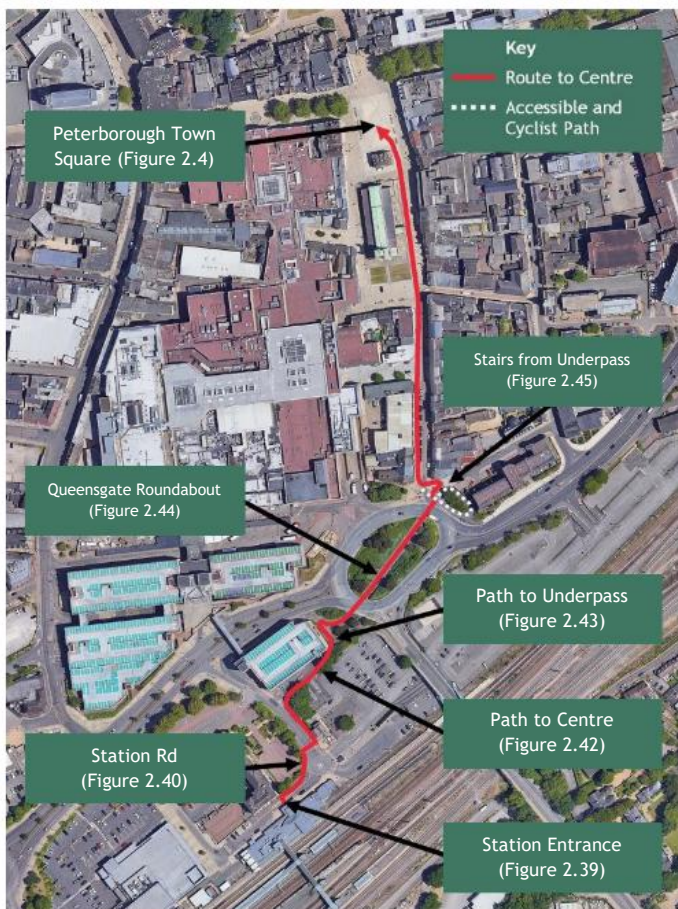 Key
Route to Centre
Accessible and
Cyclist Path
Peterborough Town
Square (Figure 2.4)
Stairs from Underpass
(Figure 2.45)
Queensgate Roundabout
(Figure 2.44)
Path to Underpass
(Figure 2.43)
Path to Centre
(Figure 2.42)
Station Rd
(Figure 2.40)
Station Entrance
(Figure 2.39)